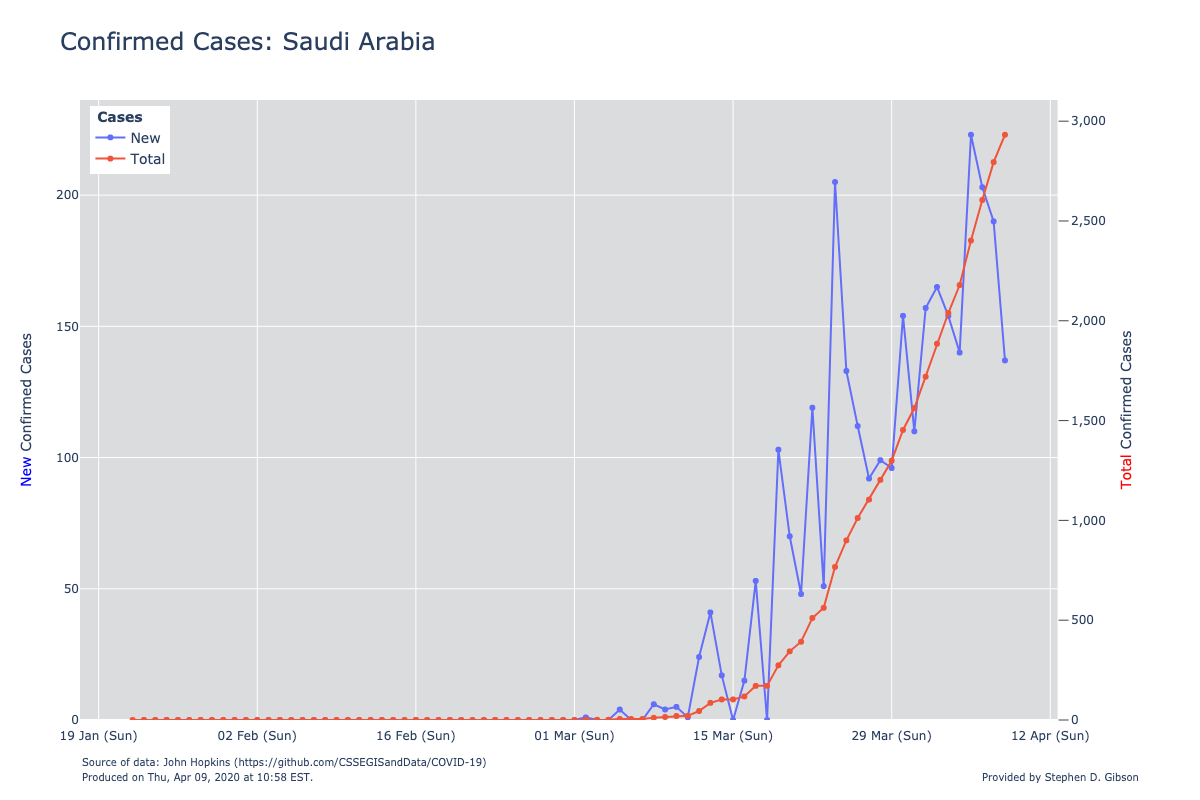 Confirmed Cases: Saudi Arabia
Cases
New
Total
200
150
100
50
0
3,000
2,500
2,000
1,500
1,000
500
0
New Confirmed Cases
Total Confirmed Cases
19 Jan (Sun) 02 Feb (Sun) 16 Feb (Sun) 01 Mar (Sun) 15 Mar (Sun) 29 Mar (Sun) 12 Apr (Sun)
Source of data: John Hopkins (https://github.com/CSSEGISandData/COVID-19)
Produced on Thu, Apr 09, 2020 at 10:58 EST.
Provided by Stephen D. Gibson